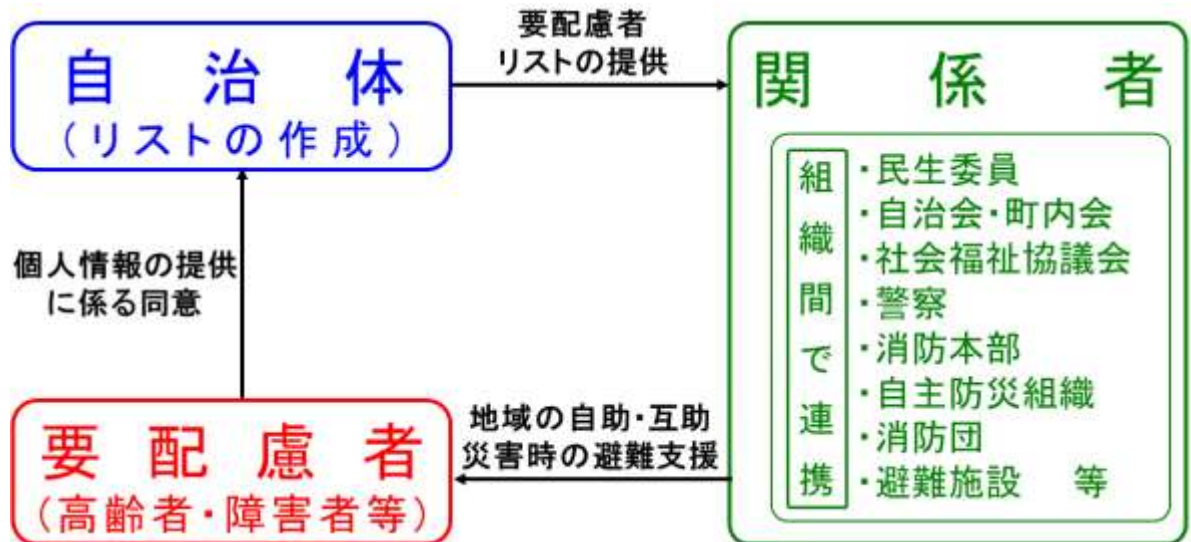 自治体
(リストの作成)
要配慮者
リストの提供
関係者
組織間で連携
・民生委員
・自治会・町内会
・社会福祉協議会
・警察
・消防本部
・自主防災組織
・消防団
・避難施設 等
個人情報の提供
に係る同意
地域の自助・互助
災害時の避難支援
要配慮者
(高齢者・障害者等)